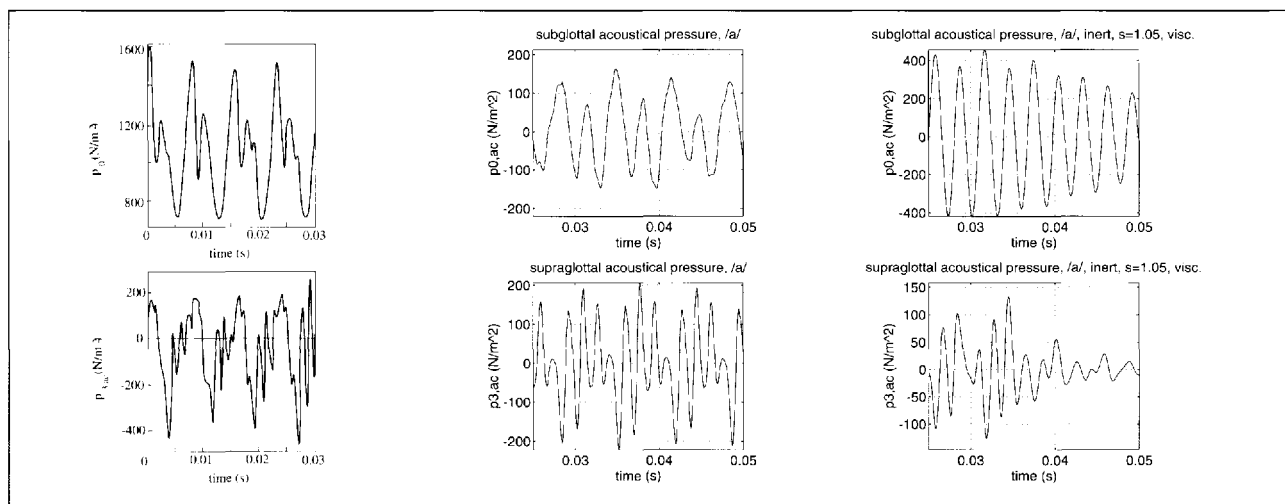 1600
1200
800
p0 (N/m^2)
0 0.01 0.02 0.03
time (s)
200
0
-200
-400
p3,ac (N/m^2)
0 0.01 0.02 0.03
time (s)
subglottal acoustical pressure, /a/
200
100
0
-100
-200
p0,ac (N/m^2)
0.03 0.04 0.05
time (s)
supraglottal acoustical pressure, /a/
200
100
0
-100
-200
p3,ac (N/m^2)
0.03 0.04 0.05
time (s)
subglottal acoustical pressure, /a/, inert, s=1.05, visc.
400
200
0
-200
-400
p0,ac (N/m^2)
0.03 0.04 0.05
time (s)
supraglottal acoustical pressure, /a/, inert, s=1.05, visc.
150
100
50
0
-50
-100
p3,ac (N/m^2)
0.03 0.04 0.05
time (s)